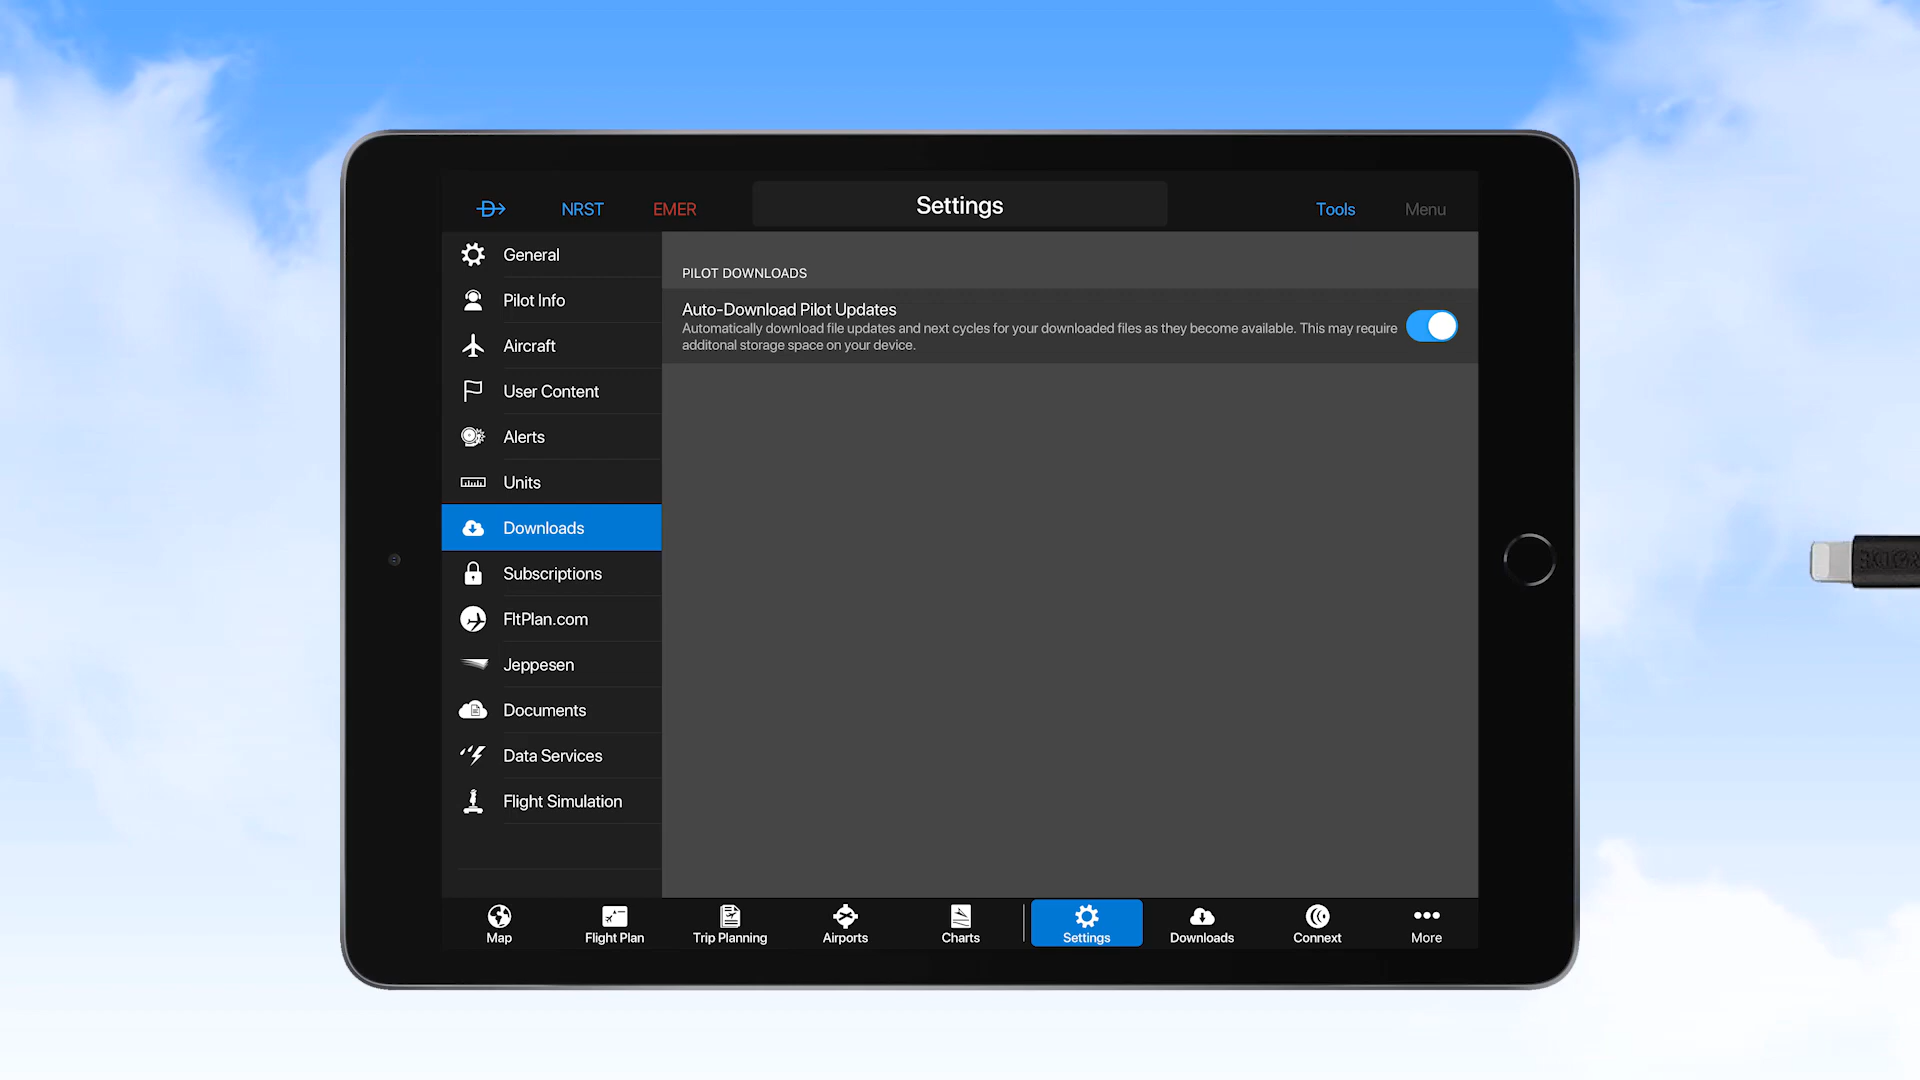 NRST
EMER
Settings
Tools
Menu
General
Pilot Info
Aircraft
User Content
Alerts
Units
Downloads
Subscriptions
FltPlan.com
Jeppesen
Documents
Data Services
Flight Simulation
PILOT DOWNLOADS
Auto-Download Pilot Updates
Automatically download file updates and next cycles for your downloaded files as they become available. This may require
additonal storage space on your device.
Map
Flight Plan
Trip Planning
Airports
Charts
Settings
Downloads
Connext
More